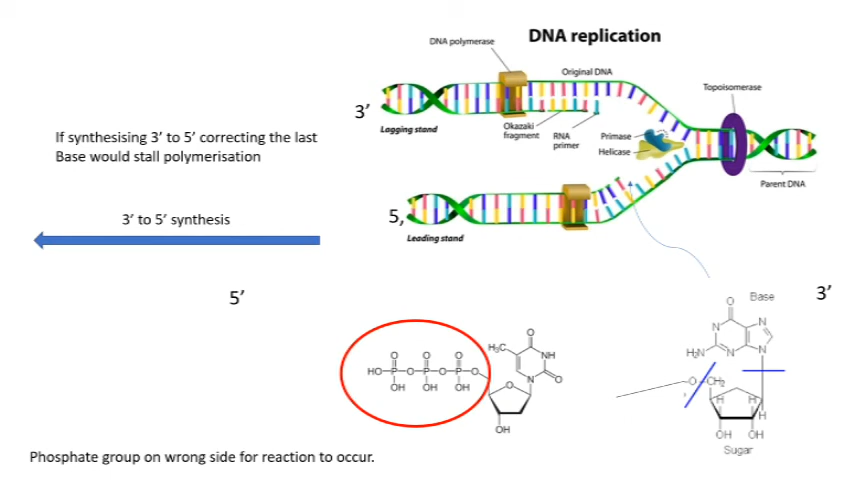 DNA replication
DNA polymerase
Original DNA
Topoisomerase
3’
Lagging stand
Okazaki
fragment
RNA
primer
Primase
Helicase
Parent DNA
If synthesising 3’ to 5’ correcting the last
Base would stall polymerisation
5,
Leading stand
3’ to 5’ synthesis
5’
3’
Base
O
N
N
N
H₂N
N
O
CH₂
H
H
H
OH
OH
Sugar
O
O
O
HO-P-O-P-O-P-O
OH
OH
OH
H₃C
O
NH
N
O
O
OH
Phosphate group on wrong side for reaction to occur.